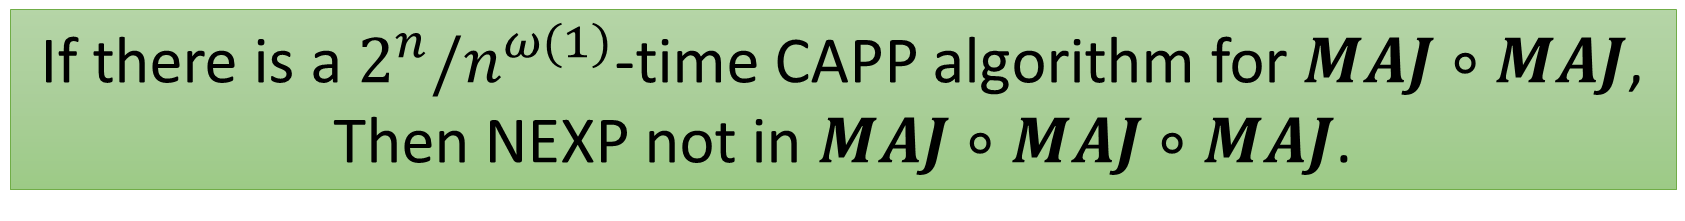 If there is a 2^n/n^{ω(1)}-time CAPP algorithm for MAJ ∘ MAJ,
Then NEXP not in MAJ ∘ MAJ ∘ MAJ.